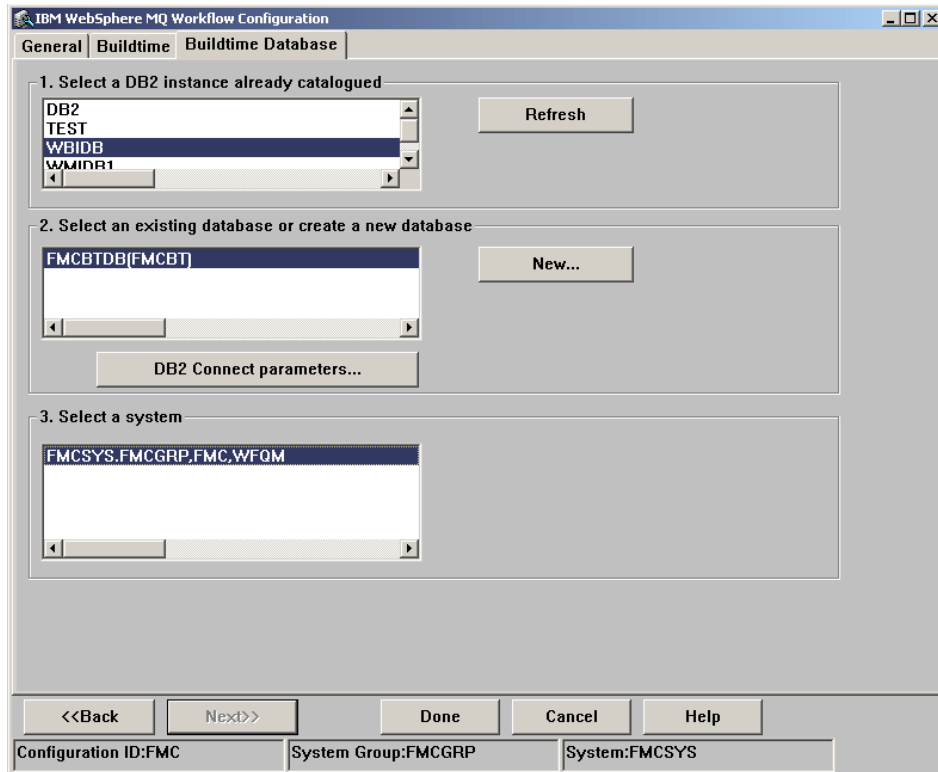 IBM WebSphere MQ Workflow Configuration
General Buildtime Buildtime Database
1. Select a DB2 instance already catalogued
DB2
TEST
WBIDB
WMIDB1
Refresh
2. Select an existing database or create a new database
FMCBTDB(FMCBT)
New...
DB2 Connect parameters...
3. Select a system
FMCSYS.FMCGRP,FMC,WFQM
<<Back Next>> Done Cancel Help
Configuration ID:FMC System Group:FMCGRP System:FMCSYS